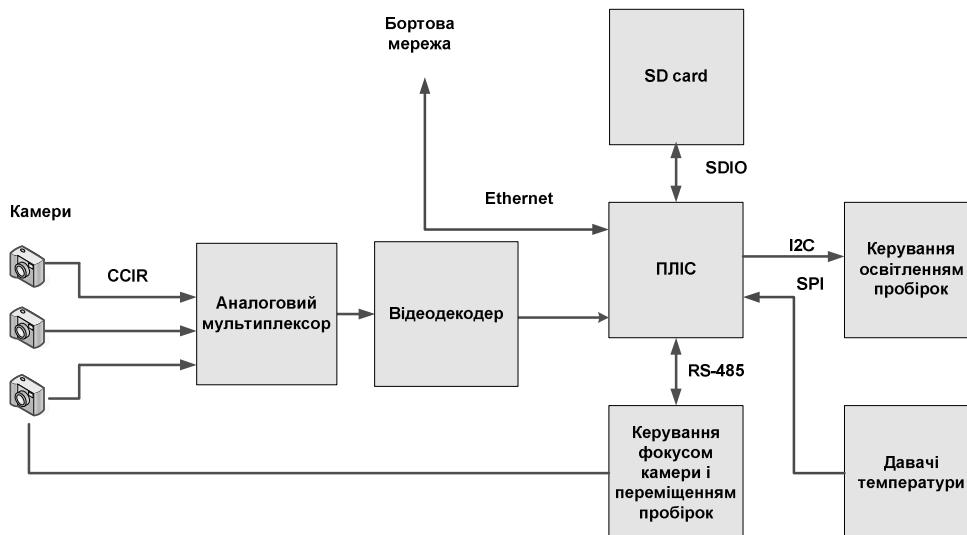 Бортова
мережа
SD card
SDIO
Ethernet
Камери
CCIR
Аналоговий
мультиплексор
Відеодекодер
ПЛІС
I2C
SPI
Керування
освітленням
пробірок
RS-485
Керування
фокусом
камери і
переміщенням
пробірок
Давачі
температури